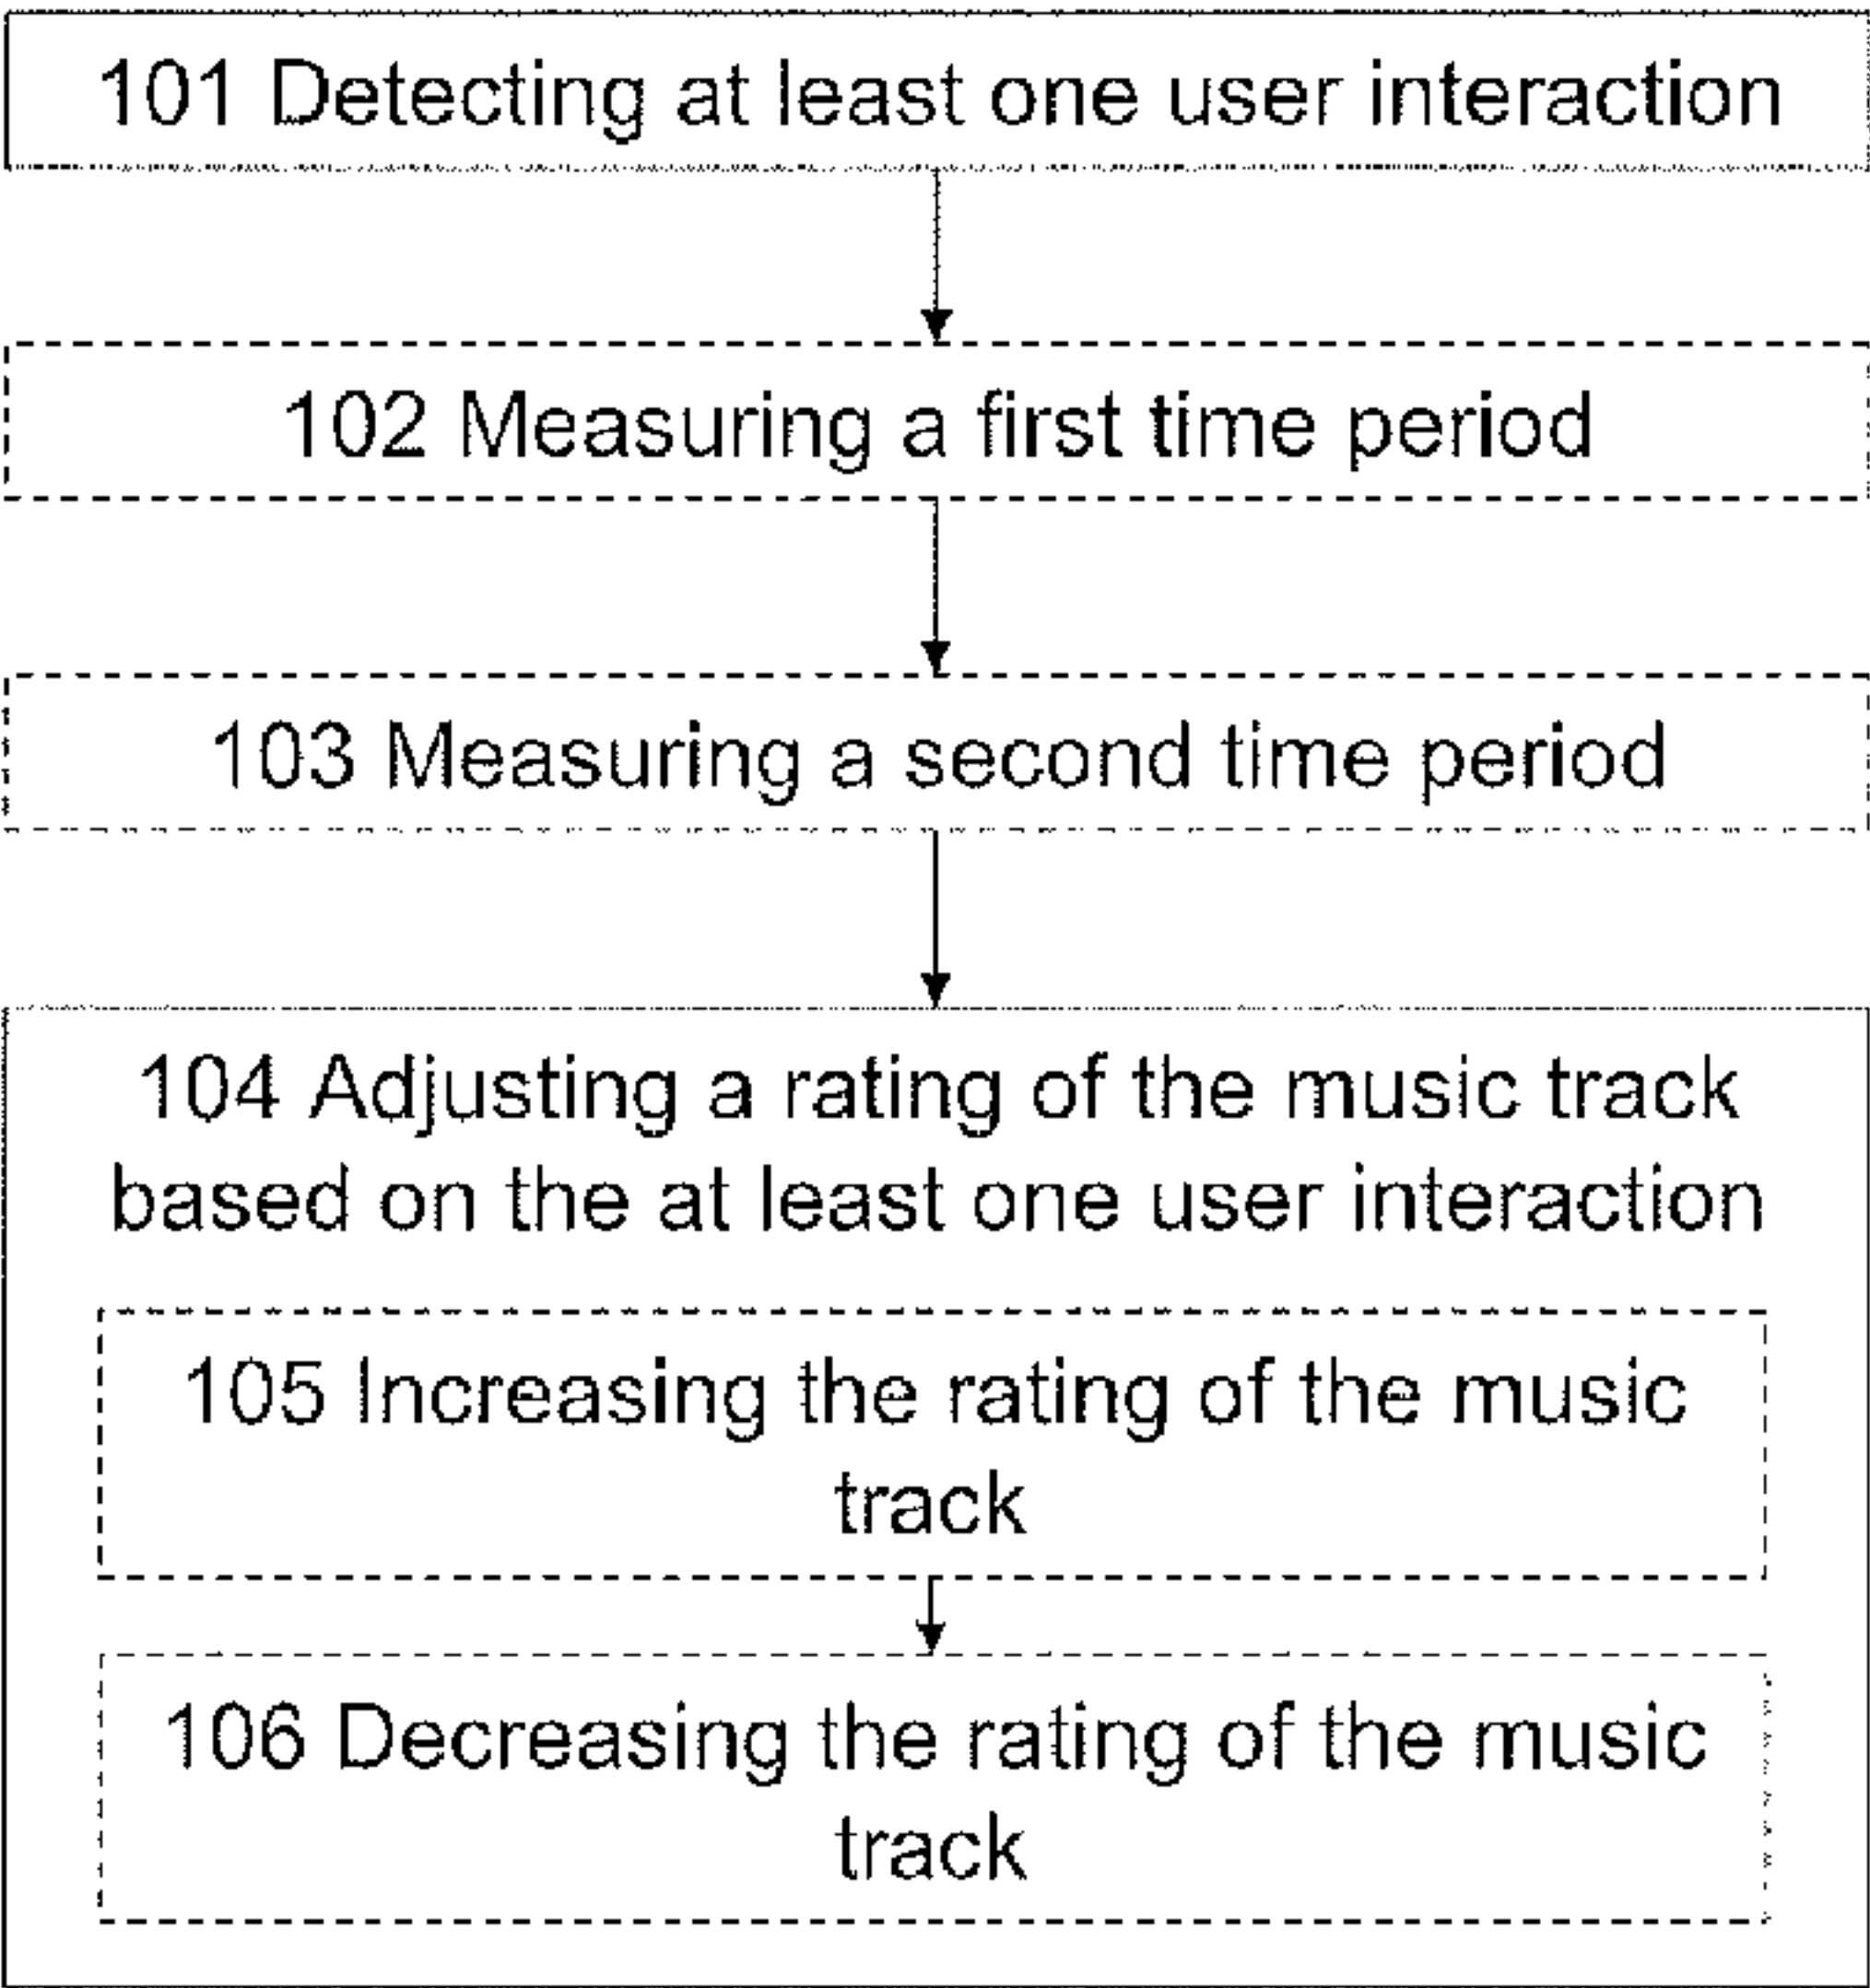 101 Detecting at least one user interaction
102 Measuring a first time period
103 Measuring a second time period
104 Adjusting a rating of the music track
based on the at least one user interaction
105 Increasing the rating of the music
track
106 Decreasing the rating of the music
track